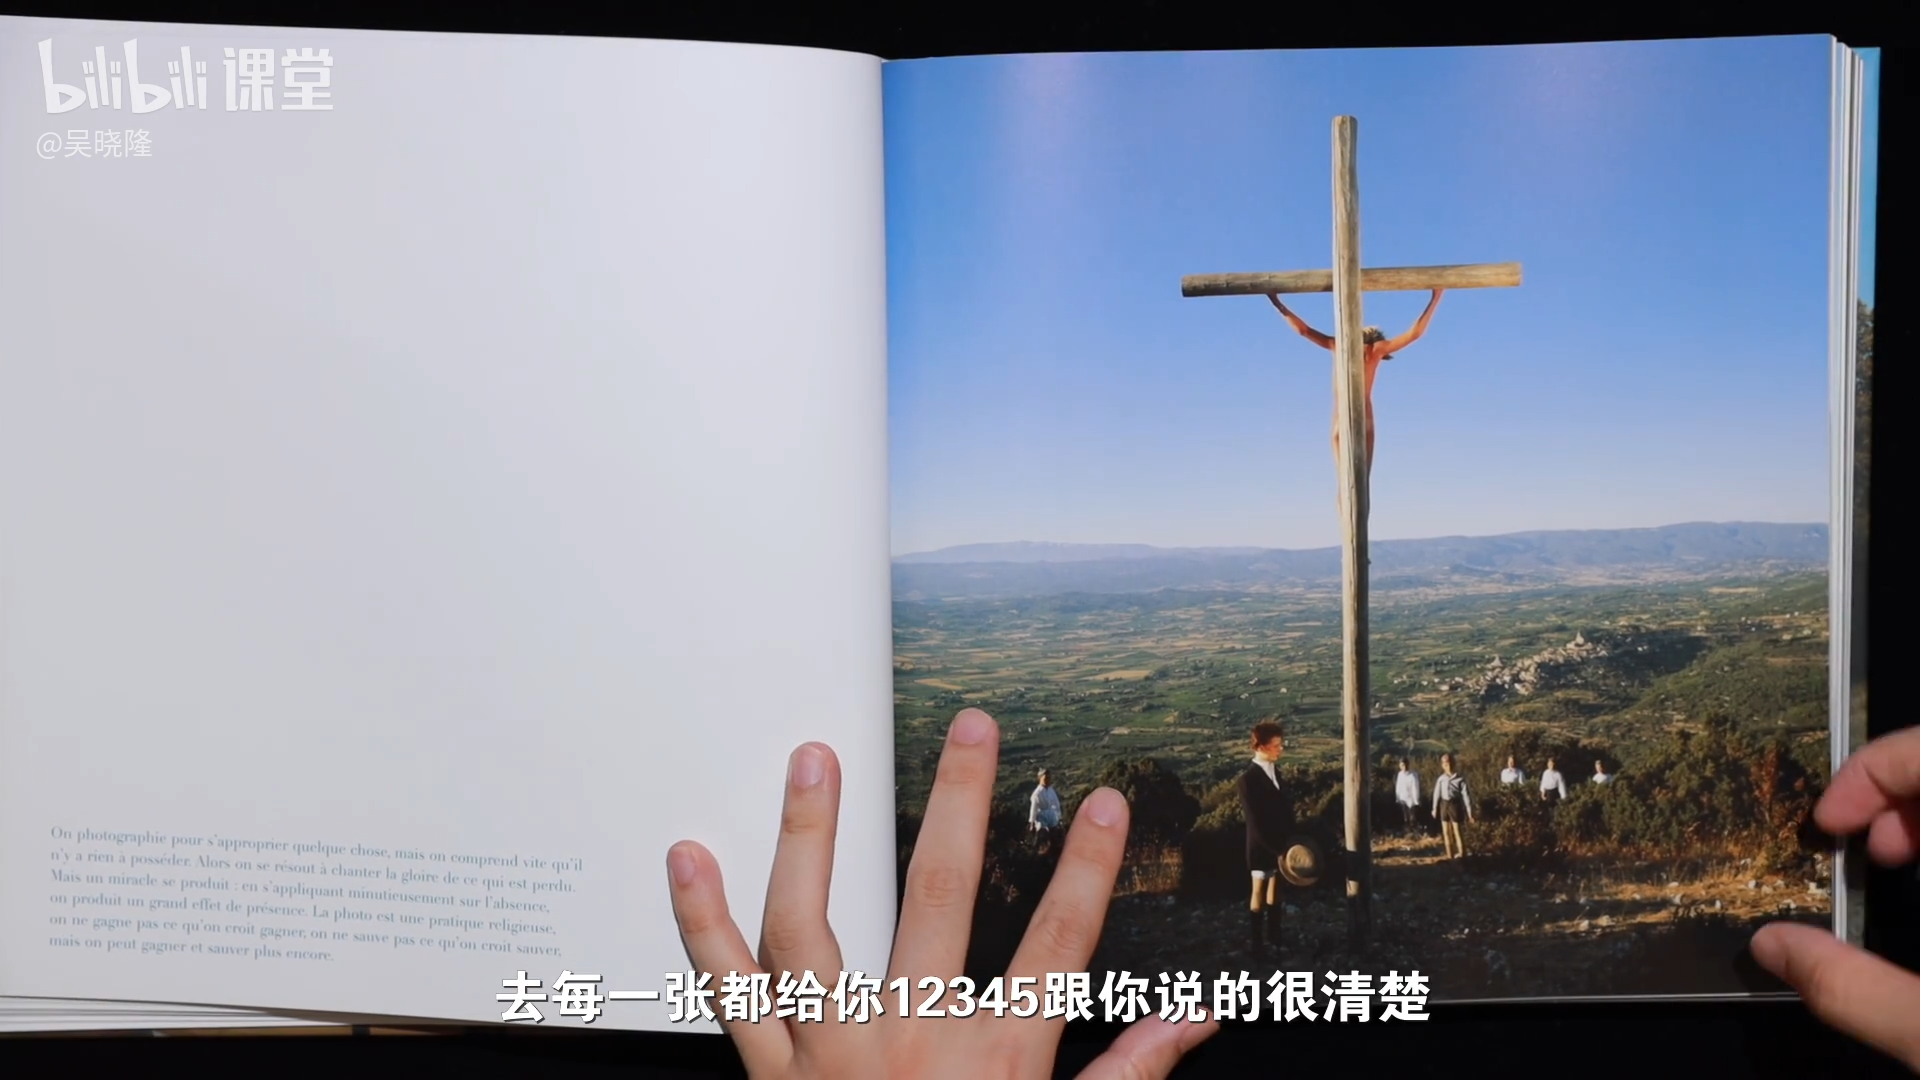 bilibili 课堂
@吴晓隆
On photographie pour s'approprier quelque chose, mais on comprend vite qu'il
n'y a rien à posséder. Alors on se résout à chanter la gloire de ce qui est perdu.
Mais un miracle se produit : en s'appliquant minutieusement sur l'absence,
on produit un grand effet de présence. La photo est une pratique religieuse,
on ne gagne pas ce qu'on croit gagner, on ne sauve pas ce qu'on croit sauver,
mais on peut gagner et sauver plus encore.
去每一张都给你12345跟你说的很清楚